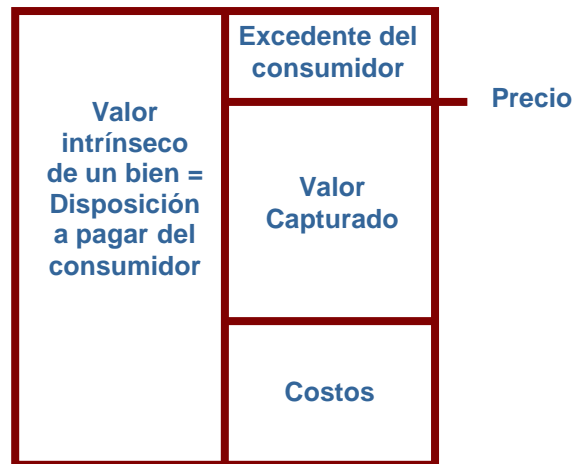 Valor
intrínseco
de un bien =
Disposición
a pagar del
consumidor
Excedente del
consumidor
Precio
Valor
Capturado
Costos